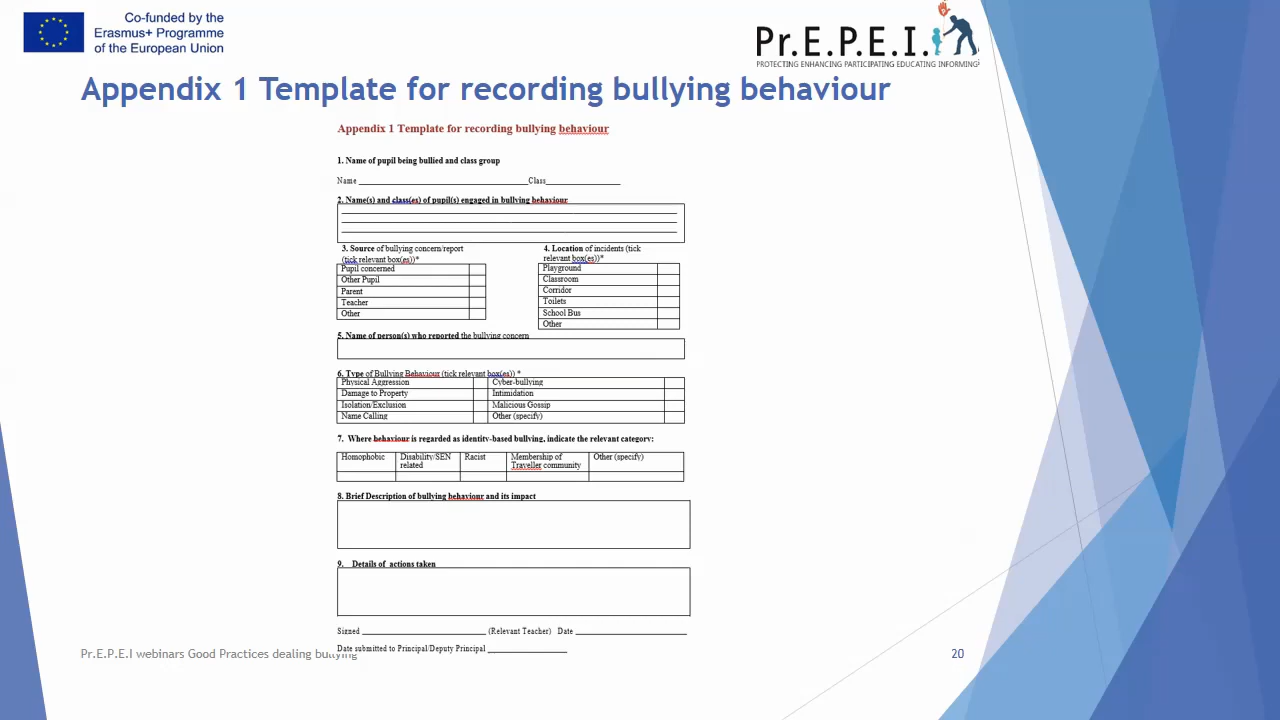 Co-funded by the
Erasmus+ Programme
of the European Union
Pr.E.P.E.I.
PROTECTING ENHANCING PARTICIPATING EDUCATING INFORMING
Appendix 1 Template for recording bullying behaviour
Appendix 1 Template for recording bullying behaviour
1. Name of pupil being bullied and class group
Name ____________________ Class____________
2. Name(s) and class(es) of pupil(s) engaged in bullying behaviour
3. Source of bullying concern/report
(tick relevant box(es))*
Pupil concerned
Other Pupil
Parent
Teacher
Other
4. Location of incidents (tick
relevant box(es))*
Playground
Classroom
Corridor
Toilets
School Bus
Other
5. Name of person(s) who reported the bullying concern
6. Type of Bullying Behaviour (tick relevant box(es)) *
Physical Aggression Cyber-bullying
Damage to Property Intimidation
Isolation/Exclusion Malicious Gossip
Name Calling Other (specify)
7. Where behaviour is regarded as identity-based bullying, indicate the relevant category:
Homophobic Disability/SEN Racist Membership of Other (specify)
related Traveller community
8. Brief Description of bullying behaviour and its impact
9. Details of actions taken
Signed ____________________ (Relevant Teacher) Date ____________________
Date submitted to Principal/Deputy Principal ____________
Pr.E.P.E.I webinars Good Practices dealing bullying
20